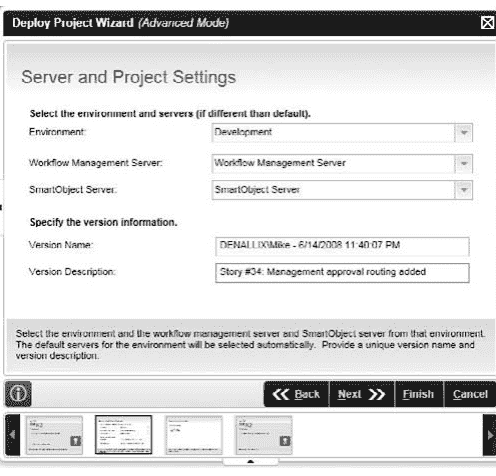 Deploy Project Wizard (Advanced Mode)
Server and Project Settings
Select the environment and servers (if different than default).
Environment: Development
Workflow Management Server: Workflow Management Server
SmartObject Server: SmartObject Server
Specify the version information.
Version Name: DENALLIX\Mike - 6/14/2008 11:40:07 PM
Version Description: Story #34: Management approval routing added
Select the environment and the workflow management server and SmartObject server from that environment.
The default servers for the environment will be selected automatically. Provide a unique version name and
version description.
Back Next Finish Cancel